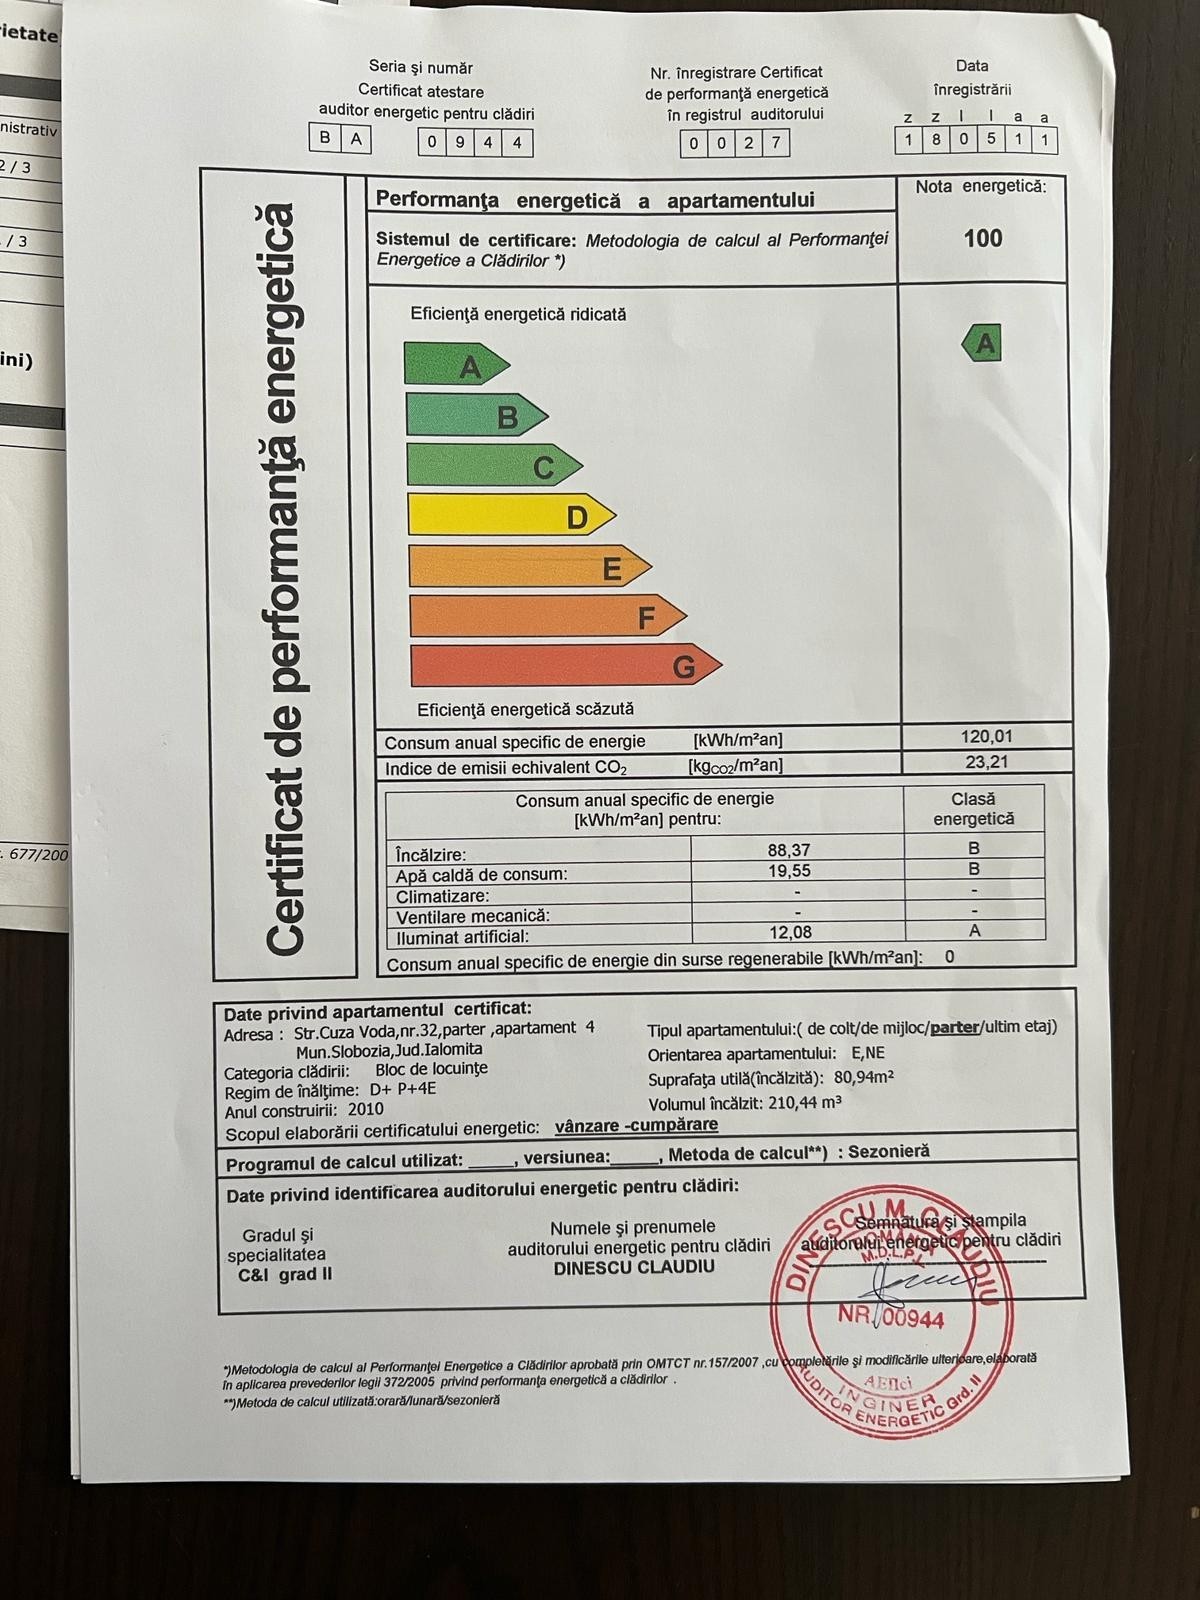 rietate
nistrativ
2 / 3
/ 3
ini)
. 677/200
Seria şi număr
Certificat atestare
auditor energetic pentru clădiri
B A 0 9 4 4
Nr. înregistrare Certificat
de performanţă energetică
în registrul auditorului
0 0 2 7
Data
înregistrării
z z l l a a
1 8 0 5 1 1
Certificat de performanţă energetică
Performanţa energetică a apartamentului
Sistemul de certificare: Metodologia de calcul al Performanţei
Energetice a Clădirilor *)
Nota energetică:
100
Eficienţă energetică ridicată
A
A
B
C
D
E
F
G
Eficienţă energetică scăzută
Consum anual specific de energie [kWh/m²an] 120,01
Indice de emisii echivalent CO₂ [kgCO2/m²an] 23,21
Consum anual specific de energie
[kWh/m²an] pentru:
Clasă
energetică
Încălzire: 88,37 B
Apă caldă de consum: 19,55 B
Climatizare: - -
Ventilare mecanică: - -
Iluminat artificial: 12,08 A
Consum anual specific de energie din surse regenerabile [kWh/m²an]: 0
Date privind apartamentul certificat:
Adresa : Str.Cuza Voda,nr.32,parter ,apartament 4
Mun.Slobozia,Jud.Ialomita
Categoria clădirii: Bloc de locuinţe
Regim de înălţime: D+ P+4E
Anul construirii: 2010
Tipul apartamentului:( de colt/de mijloc/parter/ultim etaj)
Orientarea apartamentului: E,NE
Suprafaţa utilă(încălzită): 80,94m²
Volumul încălzit: 210,44 m³
Scopul elaborării certificatului energetic: vânzare -cumpărare
Programul de calcul utilizat: _____, versiunea:_____, Metoda de calcul**) : Sezonieră
Date privind identificarea auditorului energetic pentru clădiri:
Gradul şi
specialitatea
C&I grad II
Numele şi prenumele
auditorului energetic pentru clădiri
DINESCU CLAUDIU
Semnătura şi ştampila
auditorului energetic pentru clădiri
DINESCU M. CLAUDIU
ROMANIA
M.D.L.P.L.
NR. 00944
AEIIci
INGINER
AUDITOR ENERGETIC Grd. II
*)Metodologia de calcul al Performanţei Energetice a Clădirilor aprobată prin OMTCT nr.157/2007 ,cu completările şi modificările ulterioare,elaborată
în aplicarea prevederilor legii 372/2005 privind performanţa energetică a clădirilor .
**)Metoda de calcul utilizată:orară/lunară/sezonieră